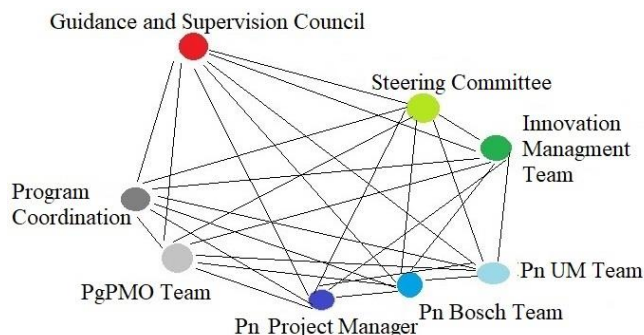 Guidance and Supervision Council
Steering Committee
Innovation
Managment
Team
Program
Coordination
PgPMO Team
Pn UM Team
Pn Bosch Team
Pn Project Manager